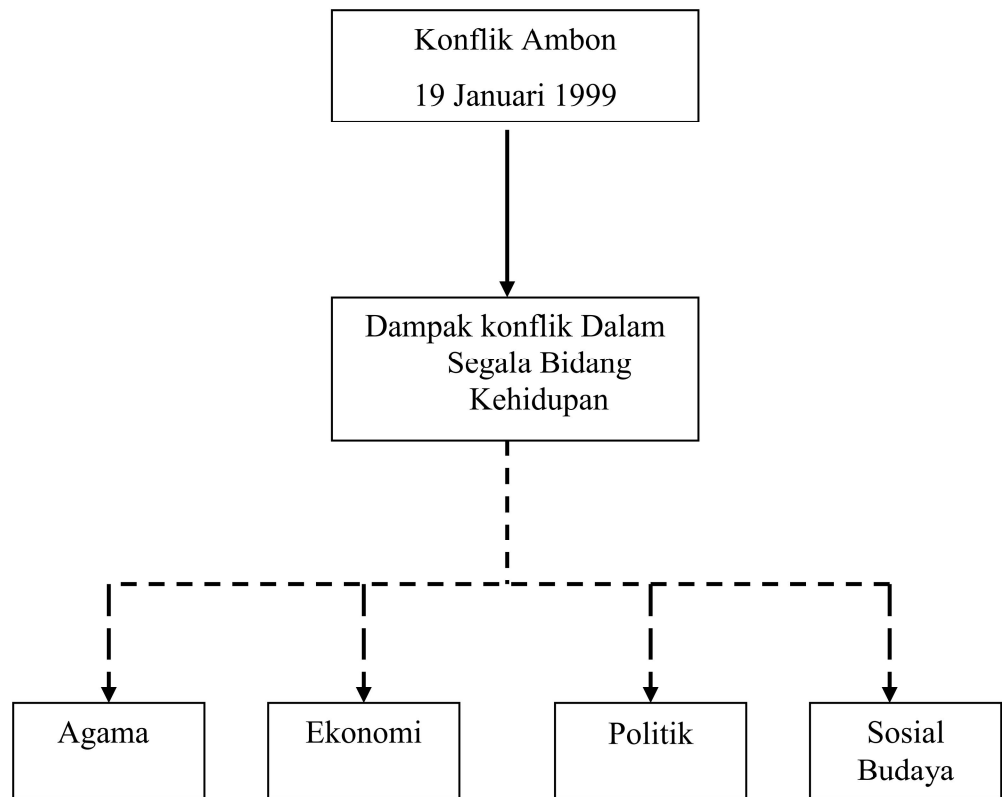 Konflik Ambon
19 Januari 1999
Dampak konflik Dalam
Segala Bidang
Kehidupan
Agama
Ekonomi
Politik
Sosial
Budaya